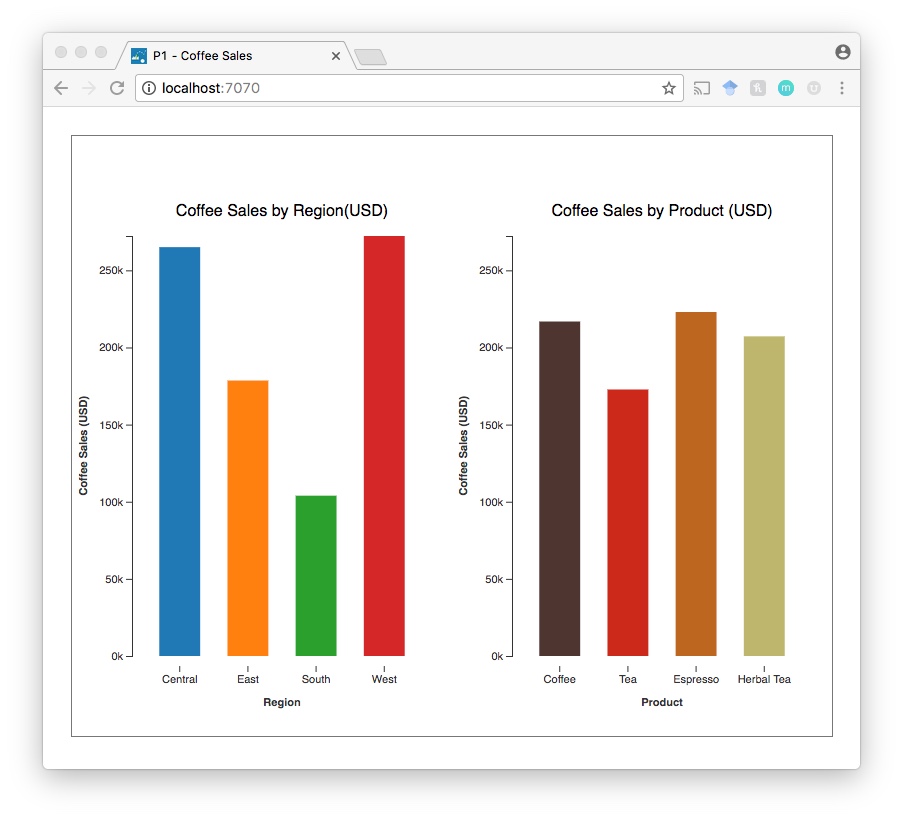 P1 - Coffee Sales
localhost:7070
Coffee Sales by Region(USD)
250k
200k
150k
100k
50k
0k
Coffee Sales (USD)
Central East South West
Region
Coffee Sales by Product (USD)
250k
200k
150k
100k
50k
0k
Coffee Sales (USD)
Coffee Tea Espresso Herbal Tea
Product
m